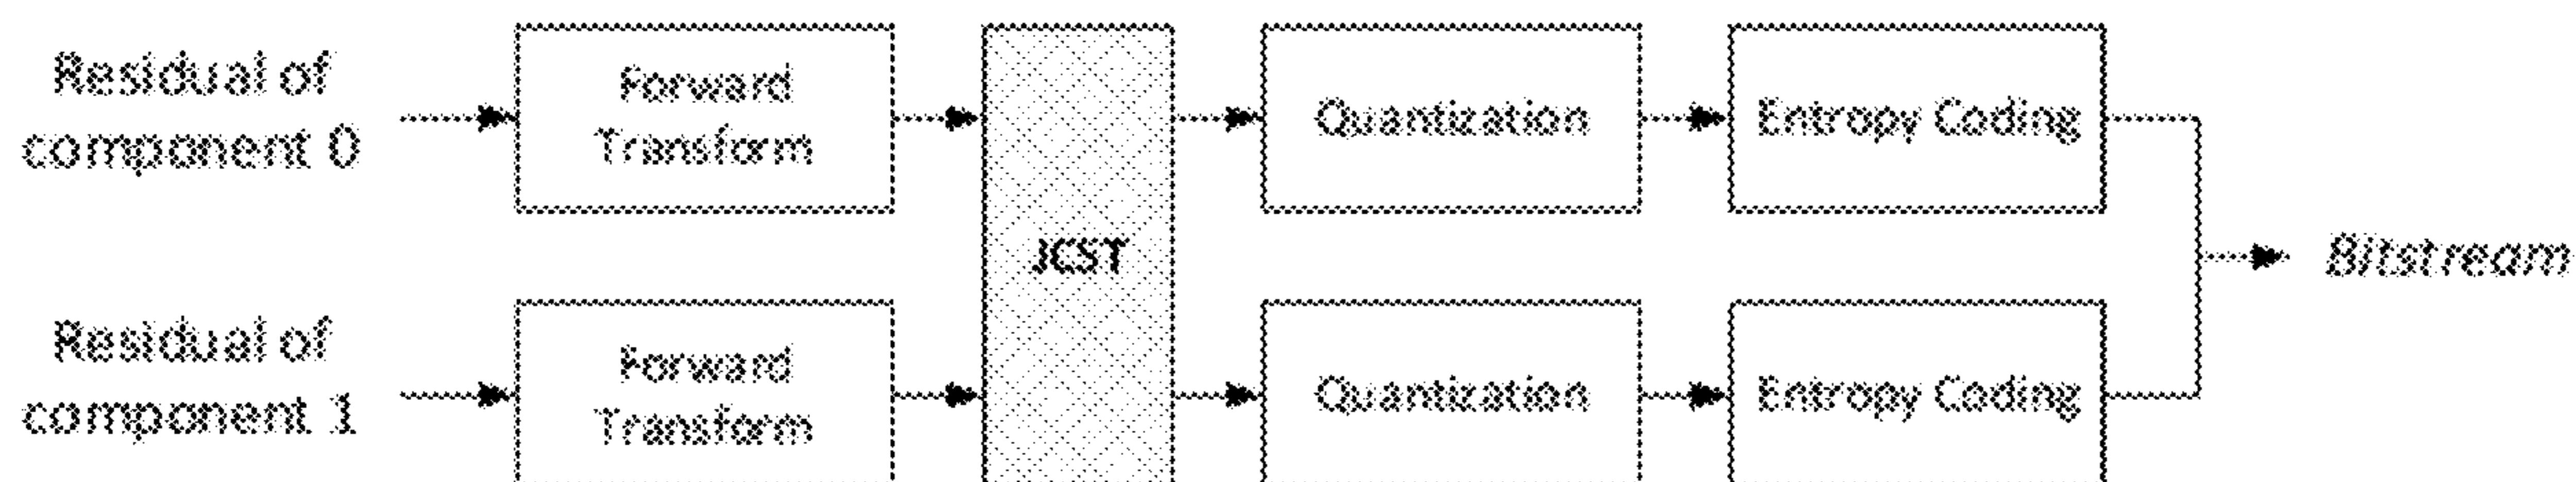 Residual of
component 0
Forward
Transform
Quantization
Entropy Coding
JCST
Bitstream
Residual of
component 1
Forward
Transform
Quantization
Entropy Coding